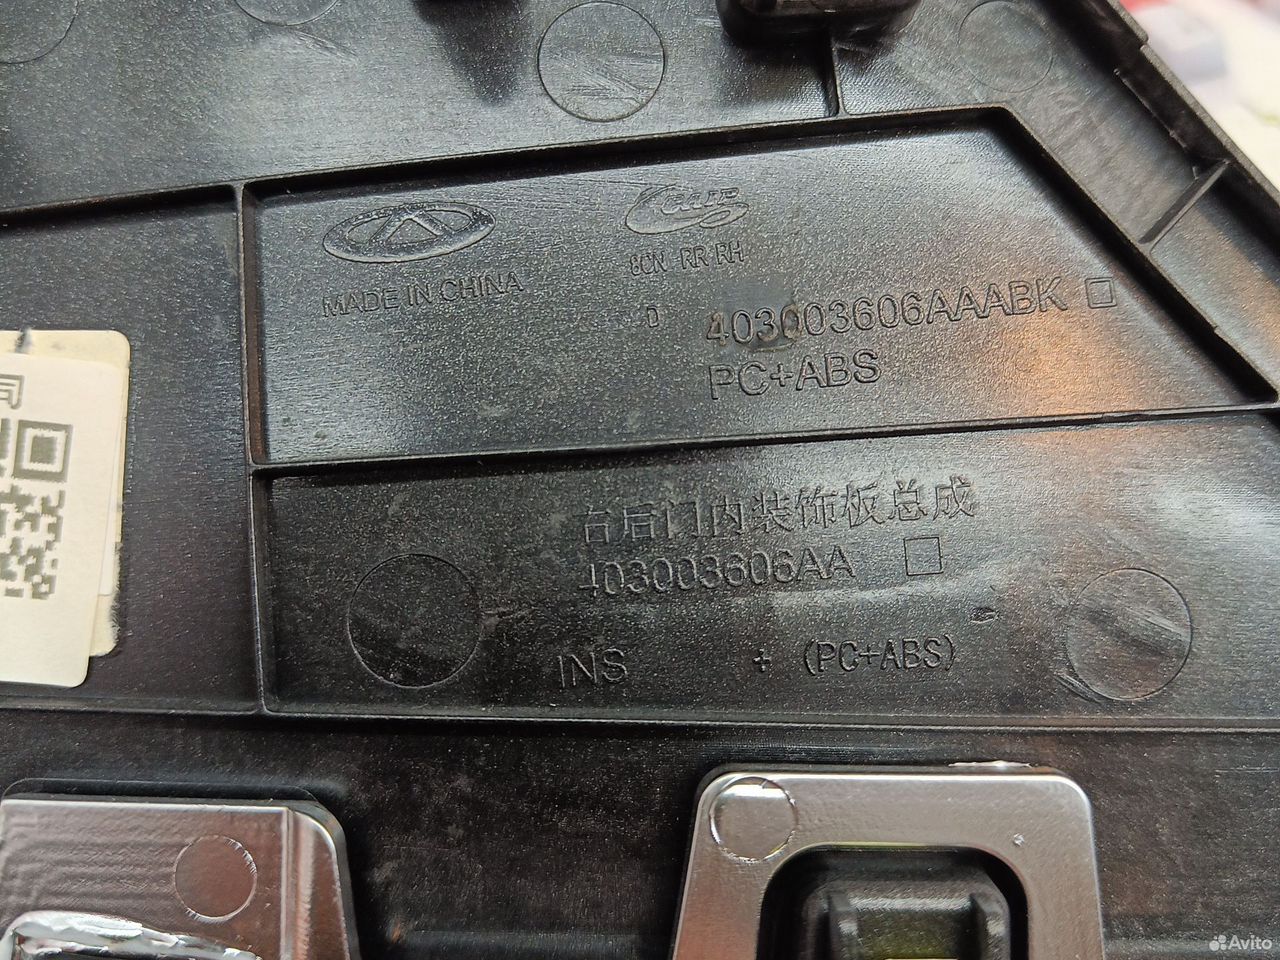 MADE IN CHINA
RR RH
D 403003606AAABK
PC+ABS
司
右后门内装饰板总成
403003606AA
INS + (PC+ABS)
Avito